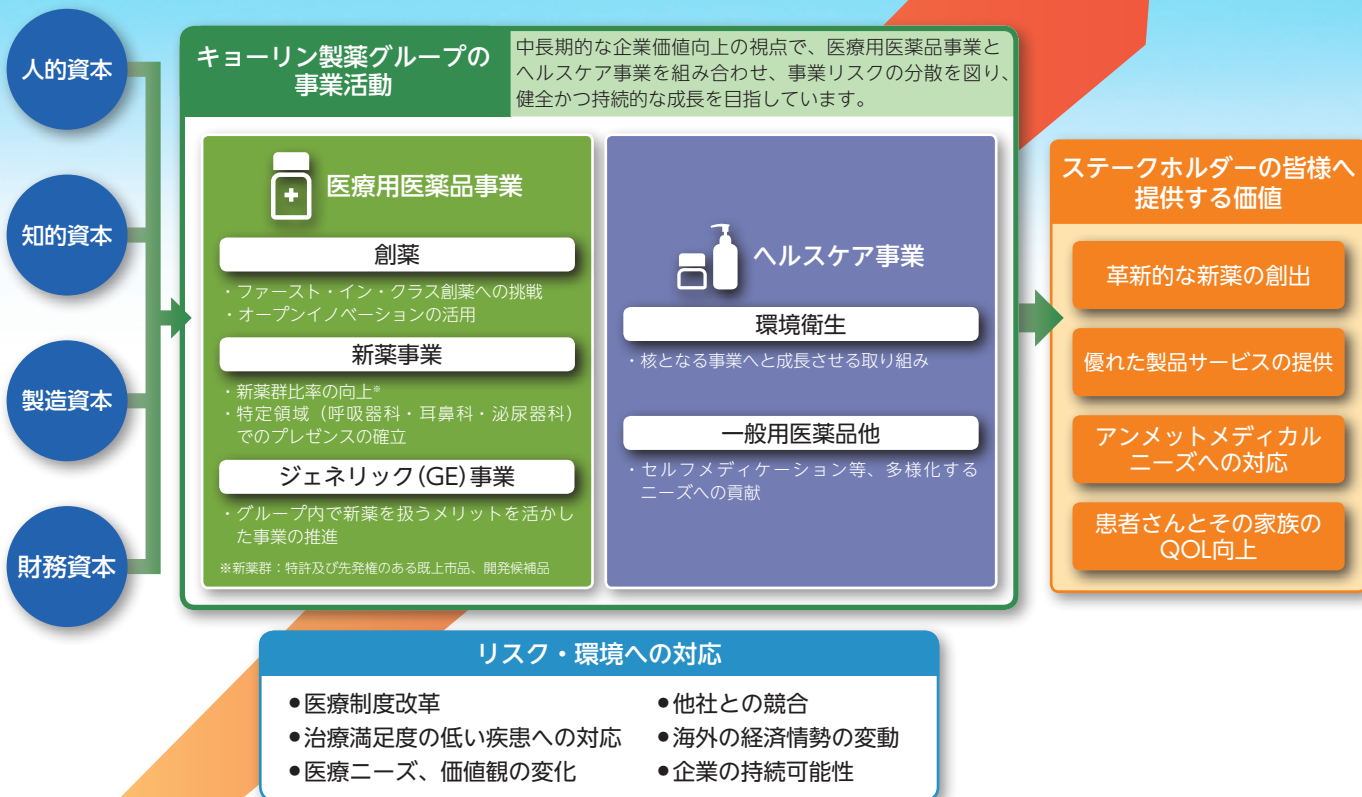 人的資本
知的資本
製造資本
財務資本
キョーリン製薬グループの
事業活動
中長期的な企業価値向上の視点で、医療用医薬品事業と
ヘルスケア事業を組み合わせ、事業リスクの分散を図り、
健全かつ持続的な成長を目指しています。
医療用医薬品事業
創薬
・ファースト・イン・クラス創薬への挑戦
・オープンイノベーションの活用
新薬事業
・新薬群比率の向上※
・特定領域（呼吸器科・耳鼻科・泌尿器科）
でのプレゼンスの確立
ジェネリック(GE)事業
・グループ内で新薬を扱うメリットを活かし
た事業の推進
※新薬群：特許及び先発権のある既上市品、開発候補品
ヘルスケア事業
環境衛生
・核となる事業へと成長させる取り組み
一般用医薬品他
・セルフメディケーション等、多様化する
ニーズへの貢献
ステークホルダーの皆様へ
提供する価値
革新的な新薬の創出
優れた製品サービスの提供
アンメットメディカル
ニーズへの対応
患者さんとその家族の
QOL向上
リスク・環境への対応
●医療制度改革
●治療満足度の低い疾患への対応
●医療ニーズ、価値観の変化
●他社との競合
●海外の経済情勢の変動
●企業の持続可能性